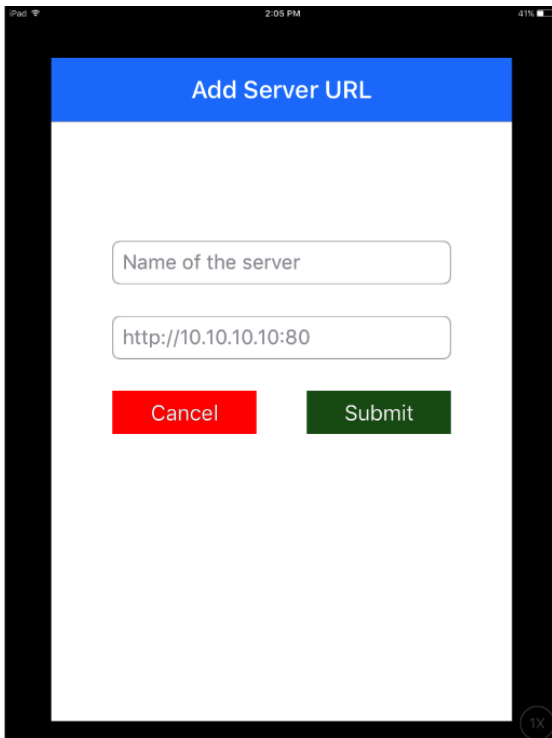 iPad 2:05 PM 41%
Add Server URL
Name of the server
http://10.10.10.10:80
Cancel Submit
1X